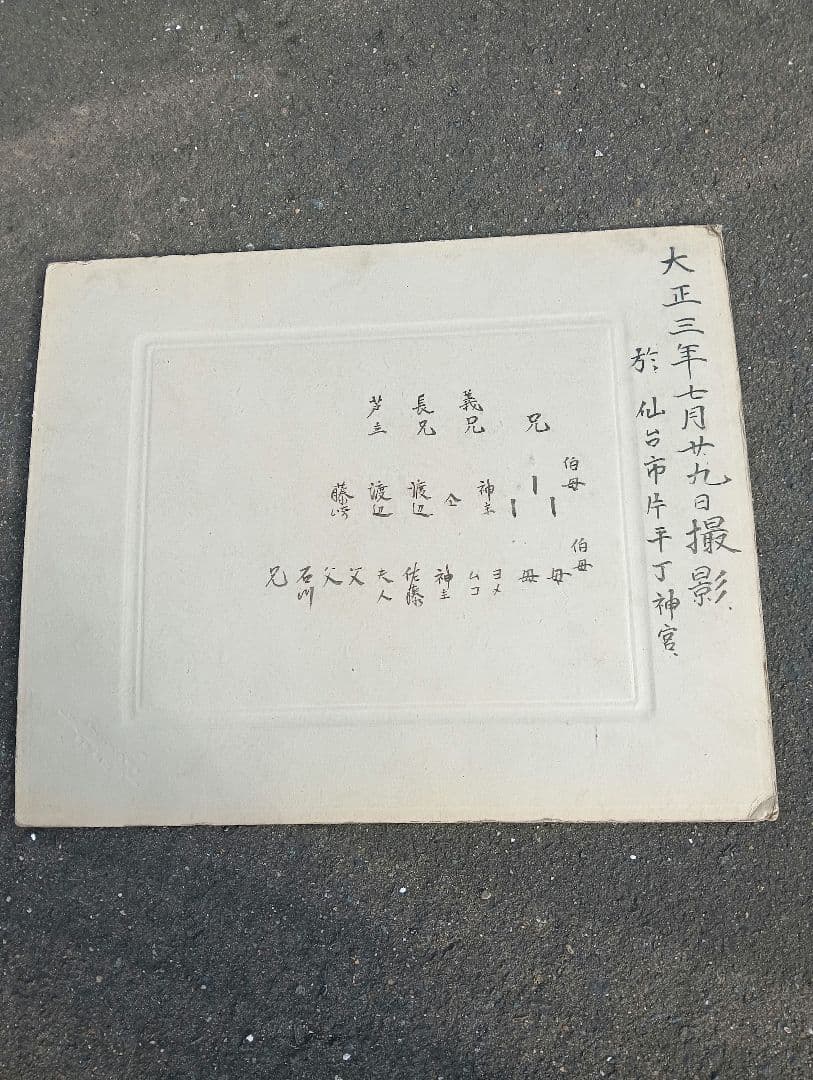 大正三年七月廿九日撮影、
於仙台市片平丁神宮、
兄 義兄 長兄 芦立
伯母 神主 仝 渡辺 渡辺 藤崎
伯母 母 母 ヨメ ムコ 神主 佐藤 夫人 父 父 石川 兄